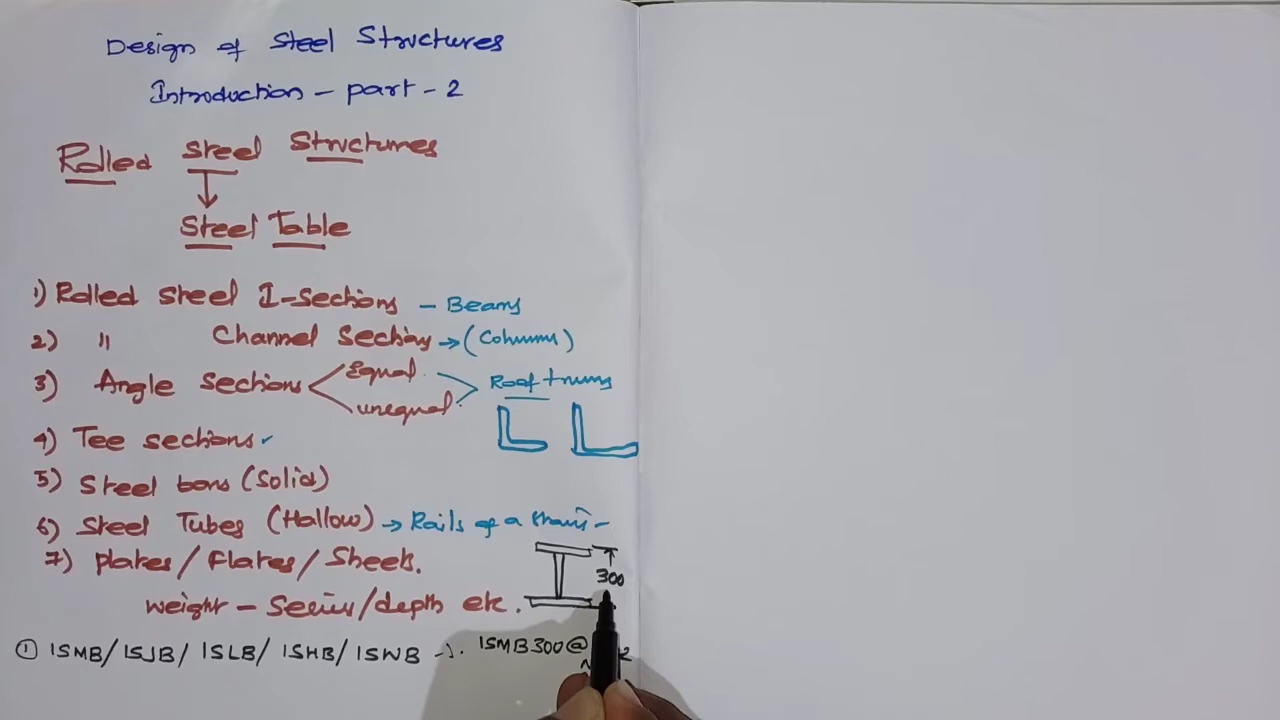 Design of Steel Structures
Introduction - part - 2
Rolled Steel Structures
Steel Table
1) Rolled Steel I-Sections - Beams
2) 〃 Channel Sections → (Columns)
3) Angle Sections Equal unequal Roof truss
4) Tee sections
5) Steel bars (Solid)
6) Steel Tubes (Hallow) → Rails of a
7) plates / Flates / Sheets.
300
weight - Series/depth etc.
① ISMB / ISJB / ISLB / ISHB / ISWB → ISMB300@